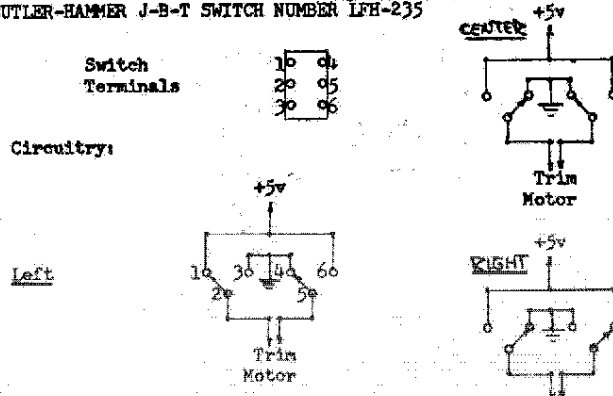 UTLER-HAMMER J-B-T SWITCH NUMBER LFH-235
Switch
Terminals
1 4
2 5
3 6
Circuitry:
CENTER
+5v
Trim
Motor
Left
+5v
1 3 4 6
2 5
Trim
Motor
RIGHT
+5v